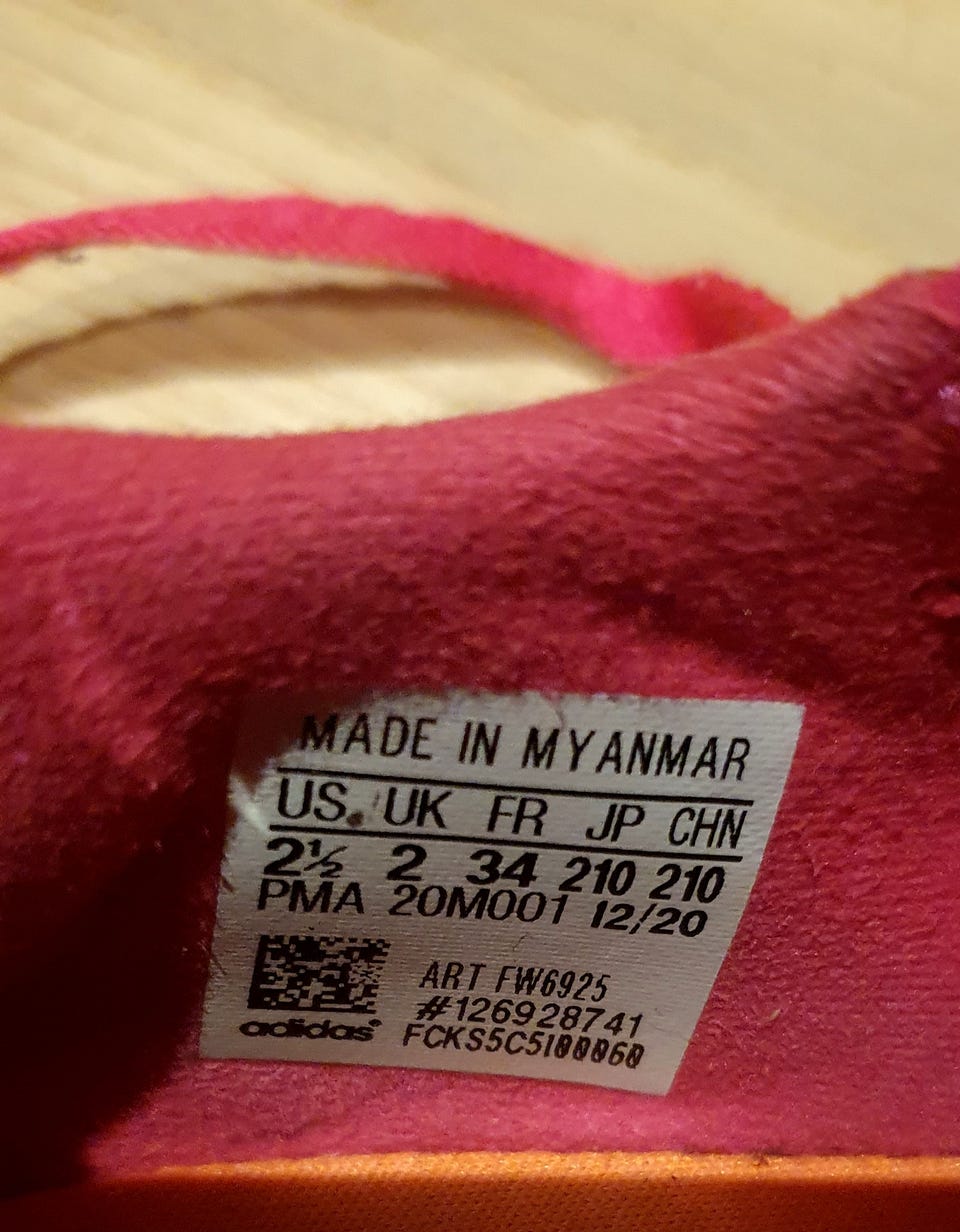 MADE IN MYANMAR
US. UK FR JP CHN
2½ 2 34 210 210
PMA 20M001 12/20
ART FW6925
#126928741
adidas
FCKS5C5100060